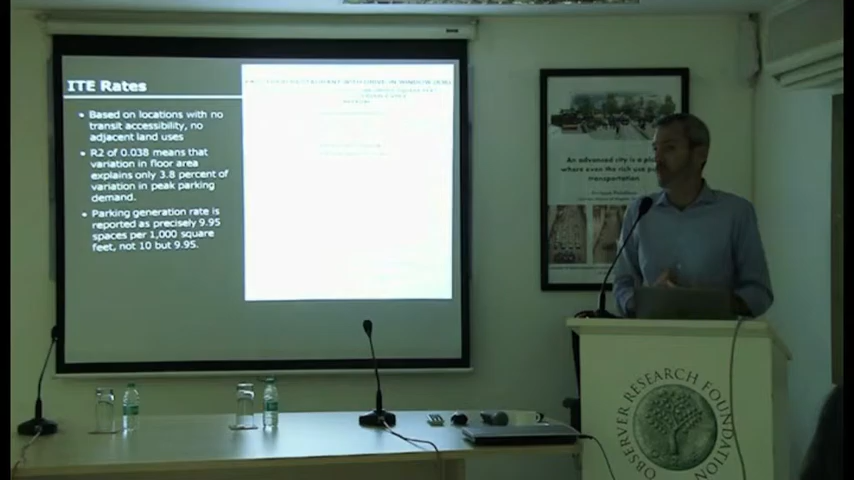 ITE Rates
• Based on locations with no
transit accessibility, no
adjacent land uses
• R2 of 0.038 means that
variation in floor area
explains only 3.8 percent of
variation in peak parking
demand.
• Parking generation rate is
reported as precisely 9.95
spaces per 1,000 square
feet, not 10 but 9.95.
An advanced city is a
where even the rich use pu
transportation
OBSERVER RESEARCH FOUNDATION